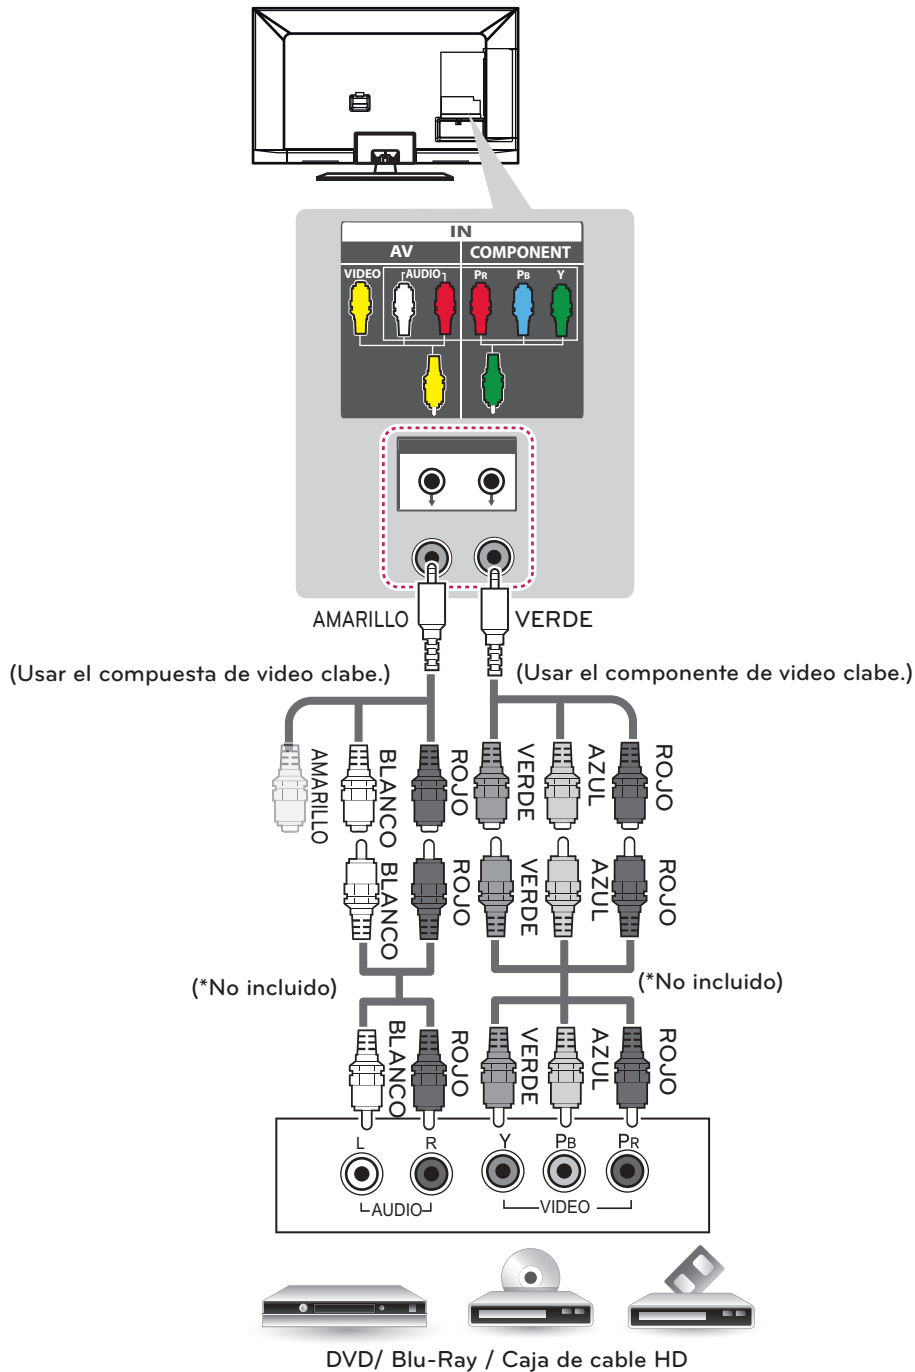 IN
AV COMPONENT
VIDEO AUDIO PR PB Y
AMARILLO VERDE
(Usar el compuesta de video clabe.) (Usar el componente de video clabe.)
AMARILLO BLANCO ROJO VERDE AZUL ROJO
BLANCO ROJO VERDE AZUL ROJO
(*No incluido) (*No incluido)
BLANCO ROJO VERDE AZUL ROJO
L R Y PB PR
AUDIO VIDEO
DVD/ Blu-Ray / Caja de cable HD